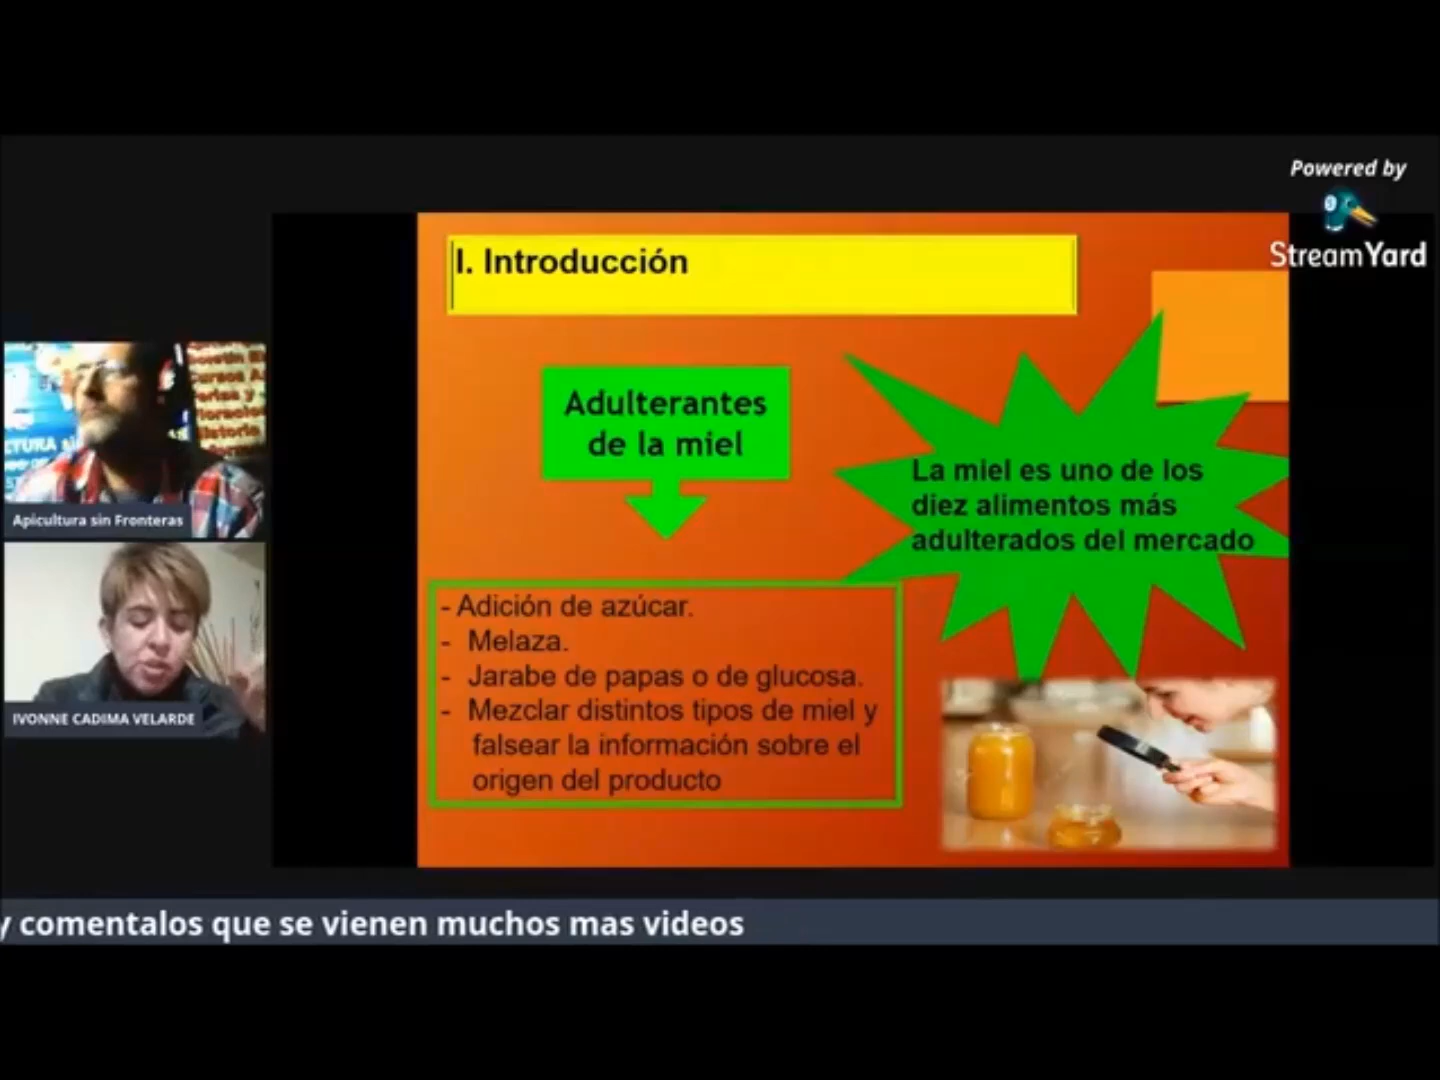 Powered by
StreamYard
I. Introducción
Adulterantes
de la miel
La miel es uno de los
diez alimentos más
adulterados del mercado
- Adición de azúcar.
- Melaza.
- Jarabe de papas o de glucosa.
- Mezclar distintos tipos de miel y
falsear la información sobre el
origen del producto
CTURA
Apicultura sin Fronteras
IVONNE CADIMA VELARDE
y comentalos que se vienen muchos mas videos